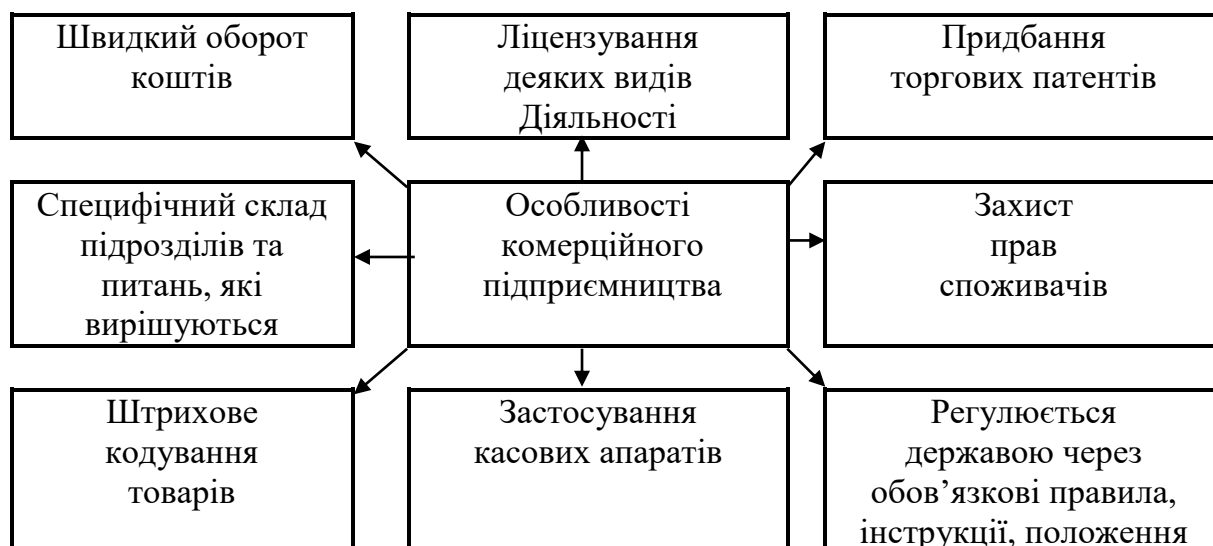 Швидкий оборот
коштів
Ліцензування
деяких видів
Діяльності
Придбання
торгових патентів
Специфічний склад
підрозділів та
питань, які
вирішуються
Особливості
комерційного
підприємництва
Захист
прав
споживачів
Штрихове
кодування
товарів
Застосування
касових апаратів
Регулюється
державою через
обов’язкові правила,
інструкції, положення